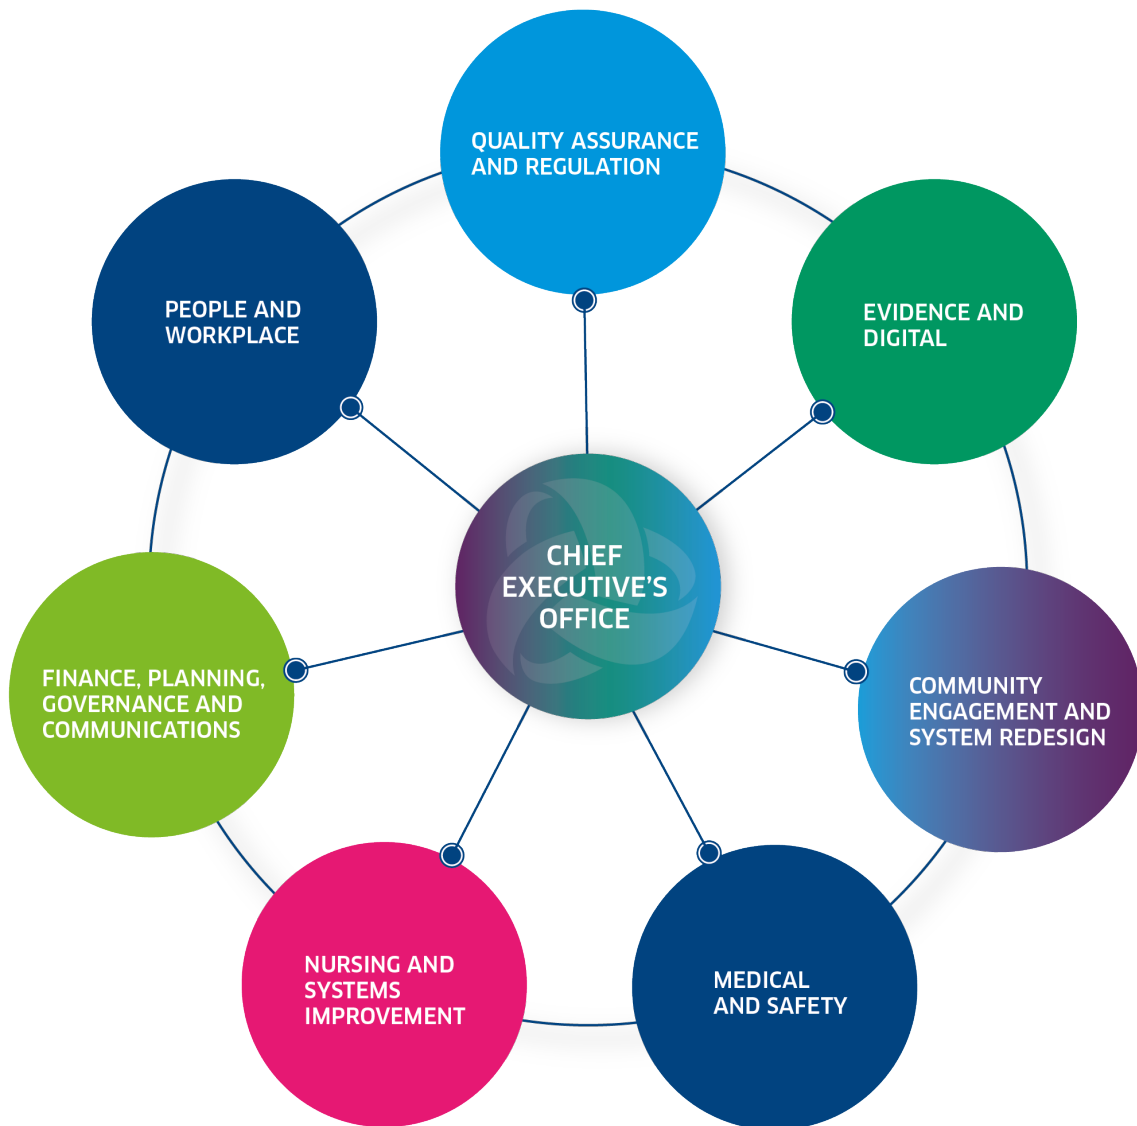 QUALITY ASSURANCE
AND REGULATION
PEOPLE AND
WORKPLACE
EVIDENCE AND
DIGITAL
CHIEF
EXECUTIVE’S
OFFICE
FINANCE, PLANNING,
GOVERNANCE AND
COMMUNICATIONS
COMMUNITY
ENGAGEMENT AND
SYSTEM REDESIGN
NURSING AND
SYSTEMS
IMPROVEMENT
MEDICAL
AND SAFETY